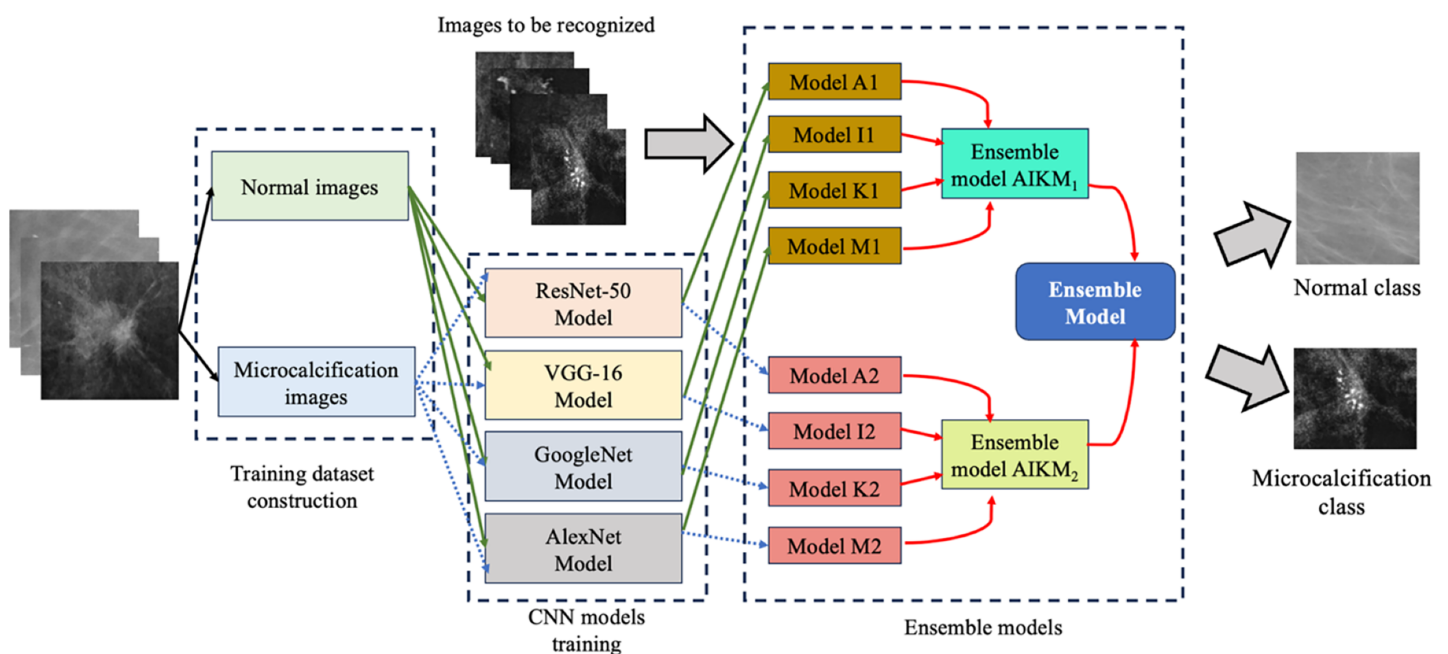 Images to be recognized
Normal images
Microcalcification
images
Training dataset
construction
ResNet-50
Model
VGG-16
Model
GoogleNet
Model
AlexNet
Model
CNN models
training
Model A1
Model I1
Model K1
Model M1
Ensemble
model AIKM₁
Model A2
Model I2
Model K2
Model M2
Ensemble
model AIKM₂
Ensemble
Model
Ensemble models
Normal class
Microcalcification
class